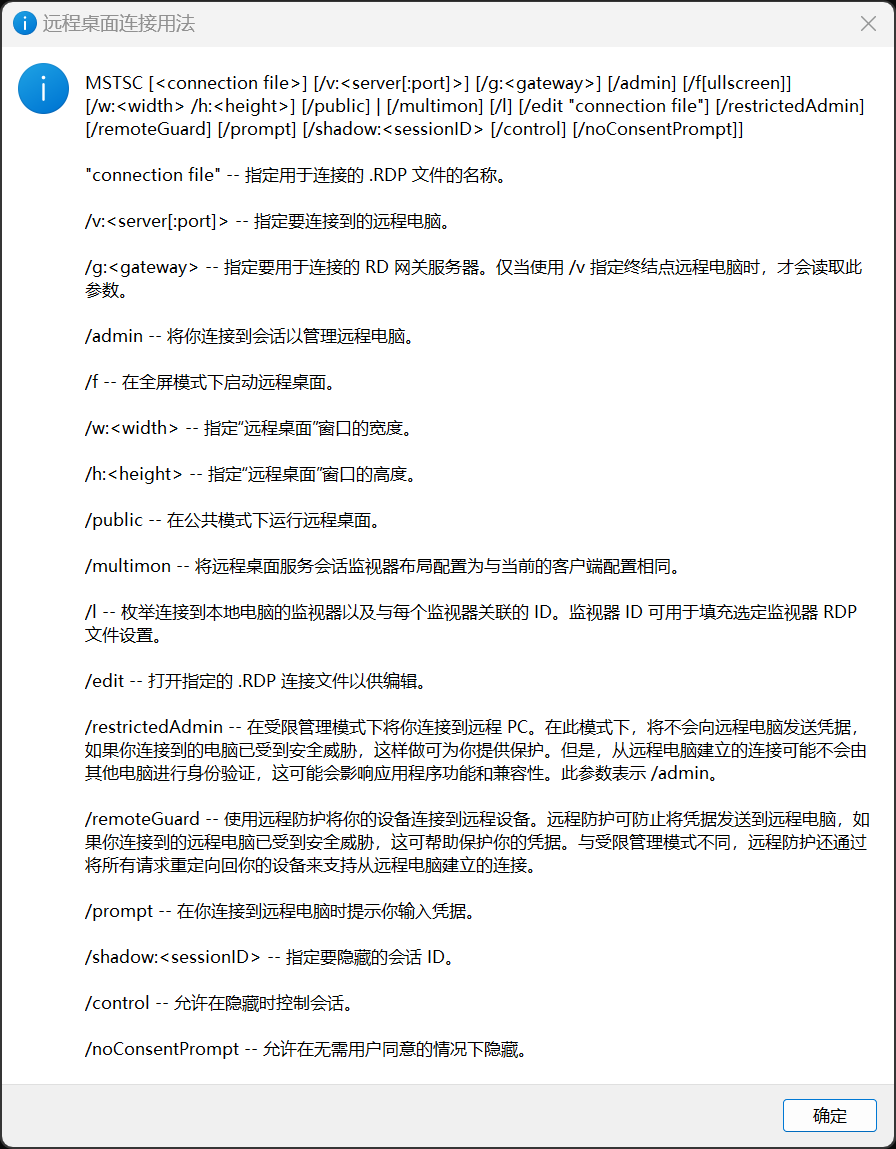 远程桌面连接用法
MSTSC [<connection file>] [/v:<server[:port]>] [/g:<gateway>] [/admin] [/f[ullscreen]]
[/w:<width> /h:<height>] [/public] | [/multimon] [/l] [/edit "connection file"] [/restrictedAdmin]
[/remoteGuard] [/prompt] [/shadow:<sessionID> [/control] [/noConsentPrompt]]
"connection file" -- 指定用于连接的 .RDP 文件的名称。
/v:<server[:port]> -- 指定要连接到的远程电脑。
/g:<gateway> -- 指定要用于连接的 RD 网关服务器。仅当使用 /v 指定终结点远程电脑时，才会读取此
参数。
/admin -- 将你连接到会话以管理远程电脑。
/f -- 在全屏模式下启动远程桌面。
/w:<width> -- 指定“远程桌面”窗口的宽度。
/h:<height> -- 指定“远程桌面”窗口的高度。
/public -- 在公共模式下运行远程桌面。
/multimon -- 将远程桌面服务会话监视器布局配置为与当前的客户端配置相同。
/l -- 枚举连接到本地电脑的监视器以及与每个监视器关联的 ID。监视器 ID 可用于填充选定监视器 RDP
文件设置。
/edit -- 打开指定的 .RDP 连接文件以供编辑。
/restrictedAdmin -- 在受限管理模式下将你连接到远程 PC。在此模式下，将不会向远程电脑发送凭据，
如果你连接到的电脑已受到安全威胁，这样做可为你提供保护。但是，从远程电脑建立的连接可能不会由
其他电脑进行身份验证，这可能会影响应用程序功能和兼容性。此参数表示 /admin。
/remoteGuard -- 使用远程防护将你的设备连接到远程设备。远程防护可防止将凭据发送到远程电脑，如
果你连接到的远程电脑已受到安全威胁，这可帮助保护你的凭据。与受限管理模式不同，远程防护还通过
将所有请求重定向回你的设备来支持从远程电脑建立的连接。
/prompt -- 在你连接到远程电脑时提示你输入凭据。
/shadow:<sessionID> -- 指定要隐藏的会话 ID。
/control -- 允许在隐藏时控制会话。
/noConsentPrompt -- 允许在无需用户同意的情况下隐藏。
确定